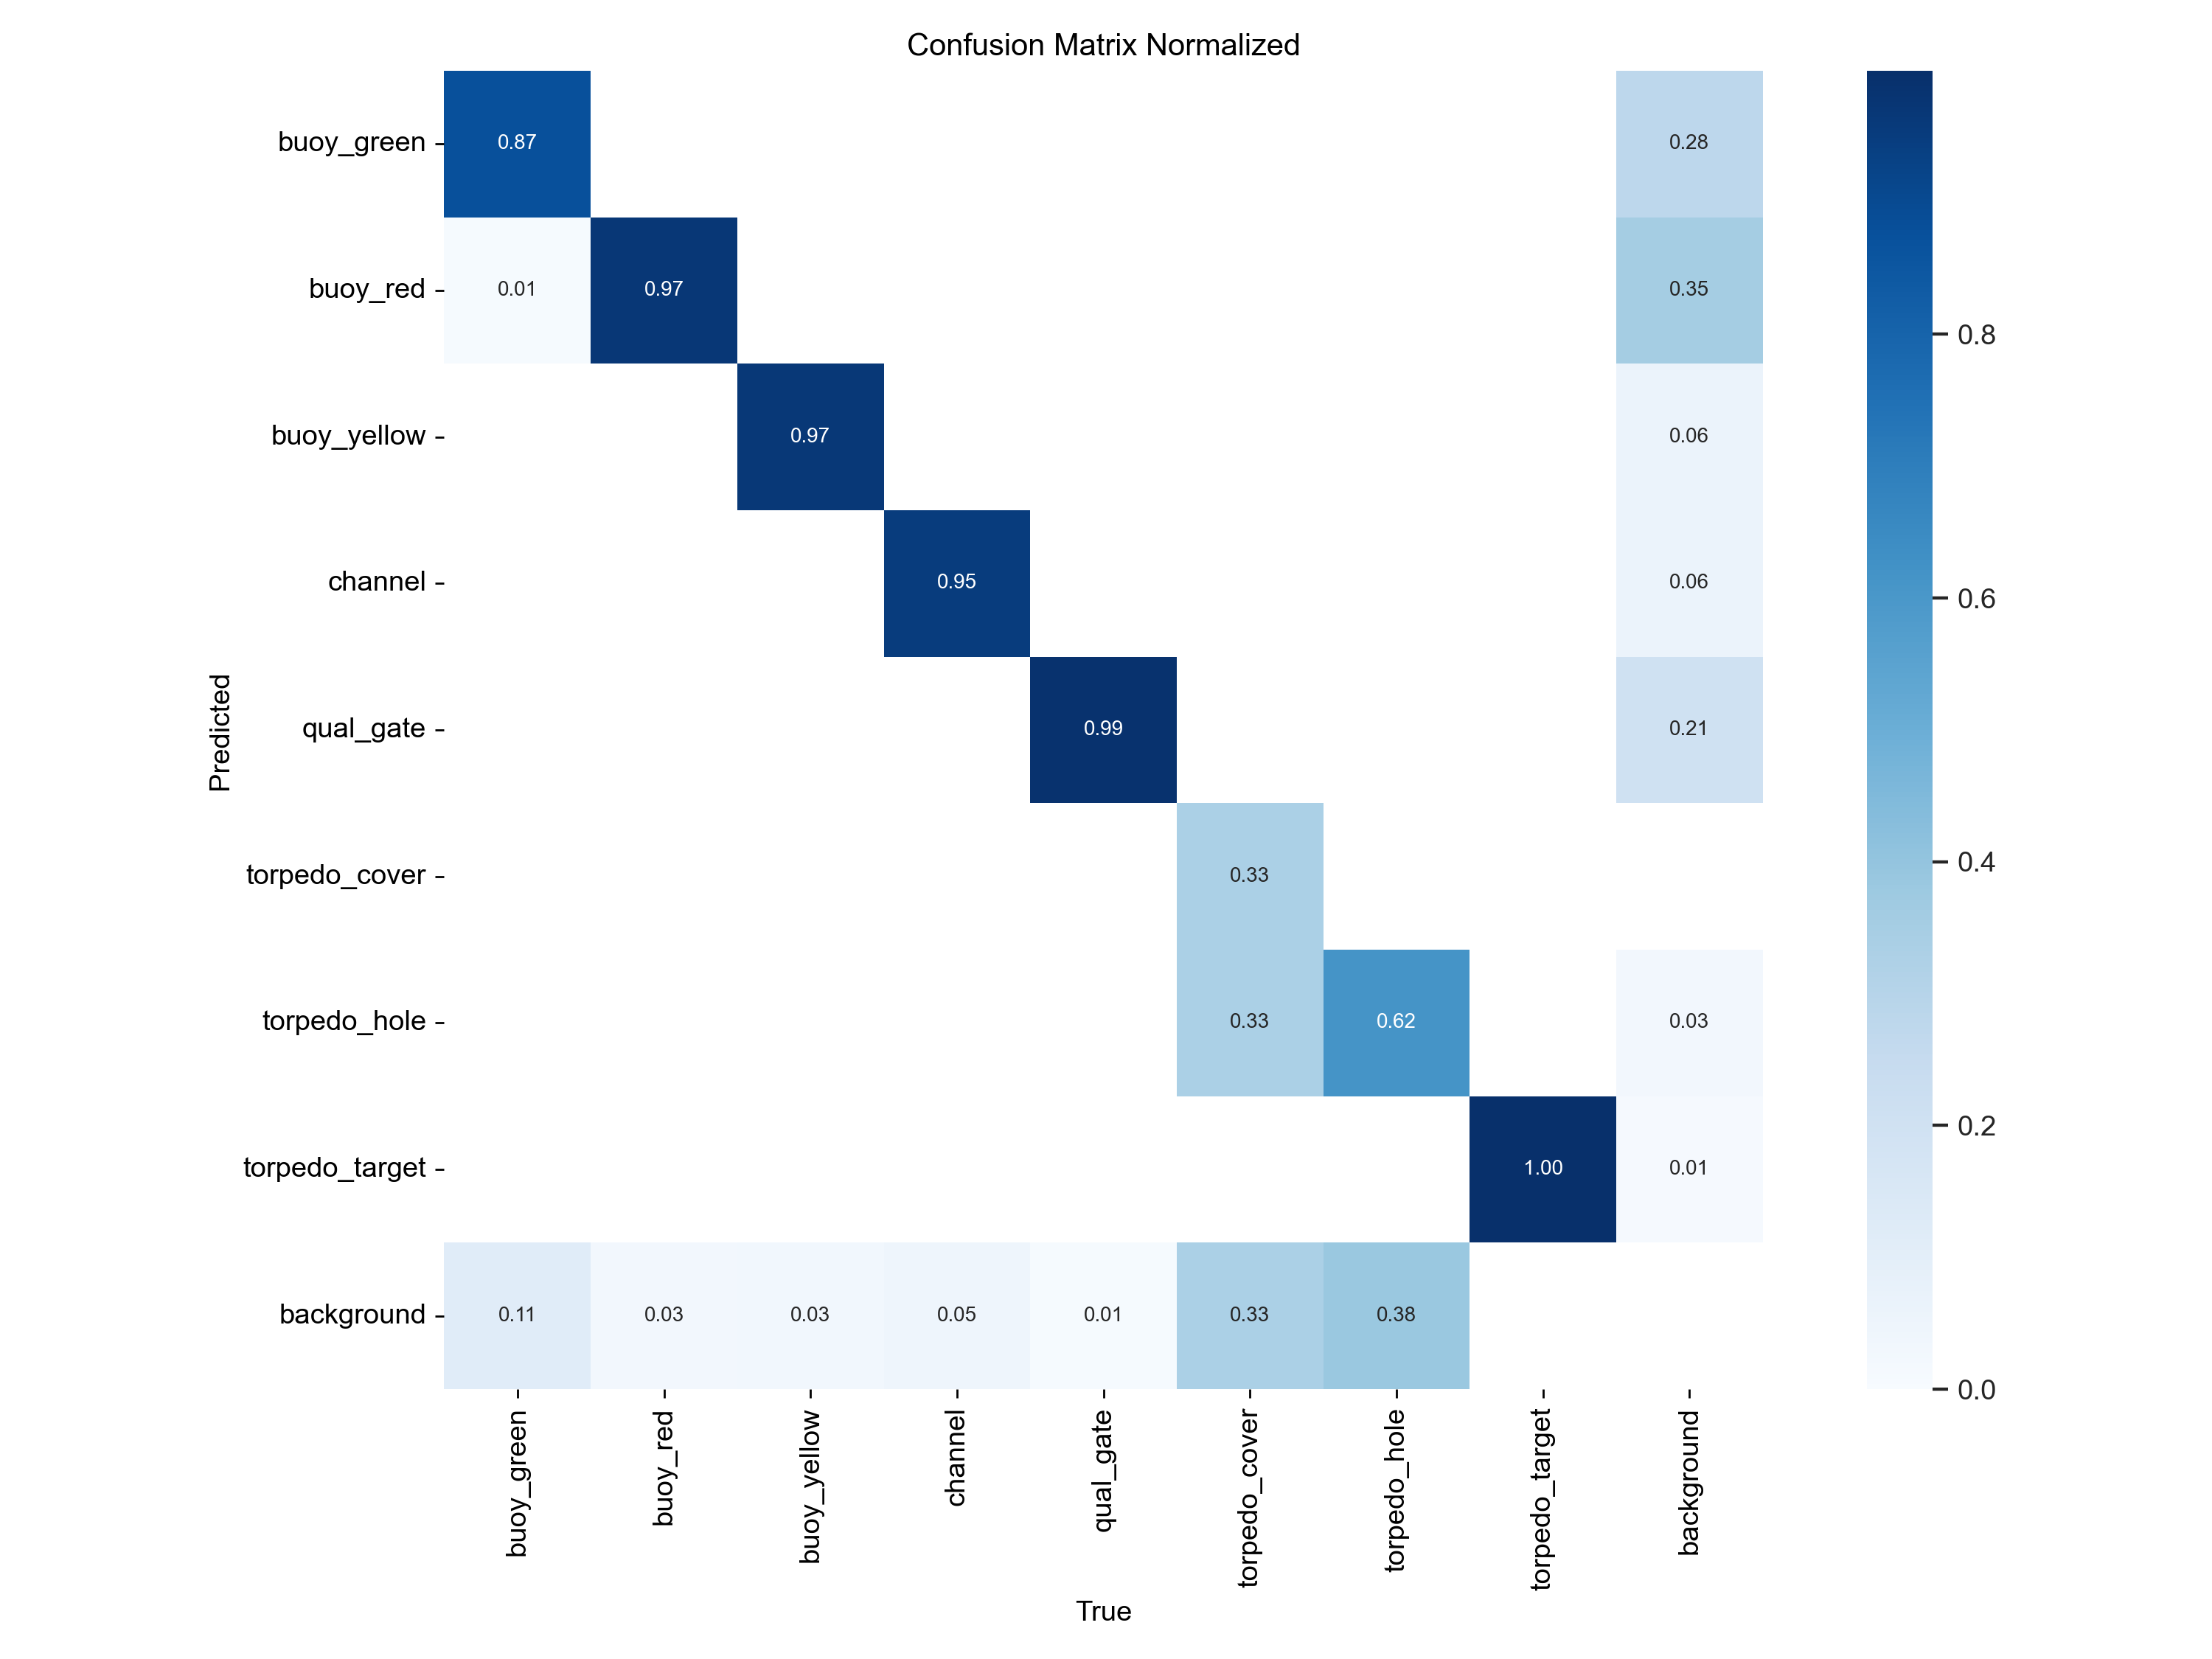 Confusion Matrix Normalized
buoy_green 0.87 0.28
buoy_red 0.01 0.97 0.35
0.8
buoy_yellow 0.97 0.06
channel 0.95 0.06
0.6
Predicted
qual_gate 0.99 0.21
torpedo_cover 0.33
0.4
torpedo_hole 0.33 0.62 0.03
torpedo_target 1.00 0.01
0.2
background 0.11 0.03 0.03 0.05 0.01 0.33 0.38
0.0
buoy_green buoy_red buoy_yellow channel qual_gate torpedo_cover torpedo_hole torpedo_target background
True